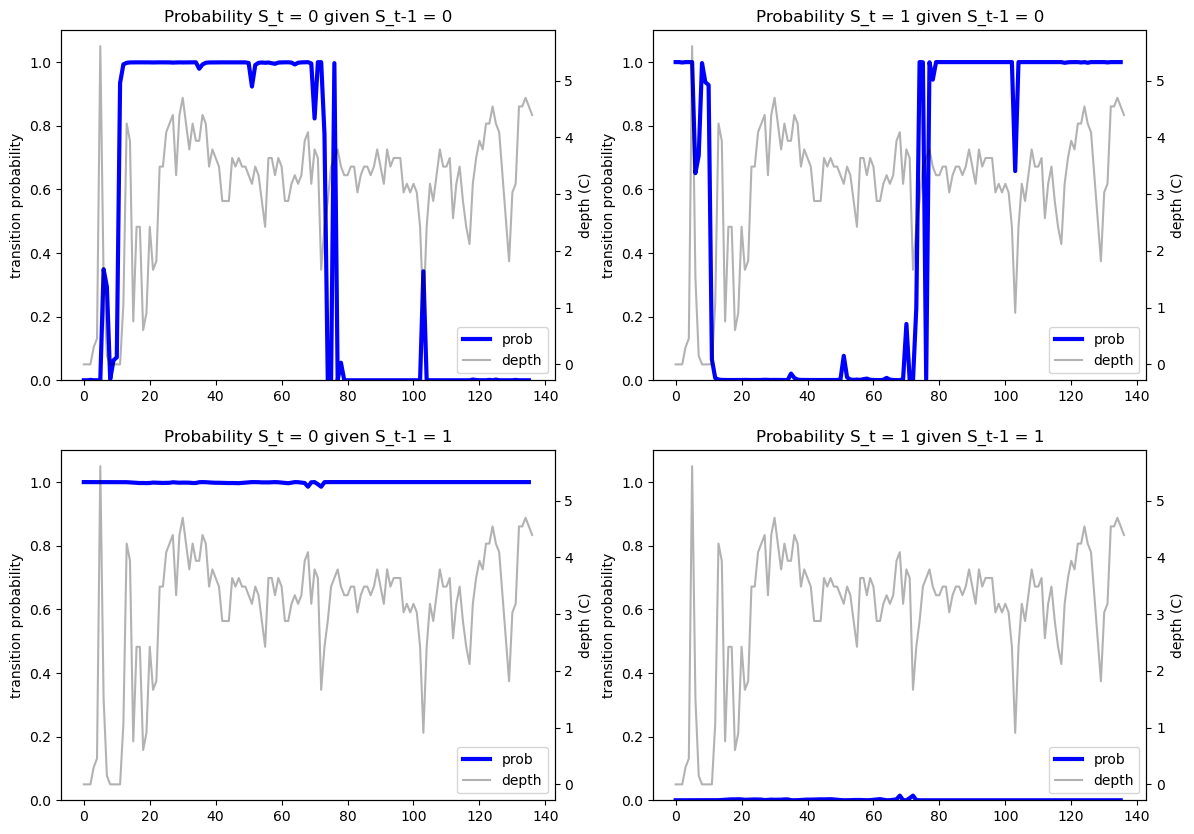 Probability S_t = 0 given S_t-1 = 0
transition probability
1.0
0.8
0.6
0.4
0.2
0.0
0 20 40 60 80 100 120 140
5
4
3
2
1
0
depth (C)
prob
depth
Probability S_t = 1 given S_t-1 = 0
transition probability
1.0
0.8
0.6
0.4
0.2
0.0
0 20 40 60 80 100 120 140
5
4
3
2
1
0
depth (C)
prob
depth
Probability S_t = 0 given S_t-1 = 1
transition probability
1.0
0.8
0.6
0.4
0.2
0.0
0 20 40 60 80 100 120 140
5
4
3
2
1
0
depth (C)
prob
depth
Probability S_t = 1 given S_t-1 = 1
transition probability
1.0
0.8
0.6
0.4
0.2
0.0
0 20 40 60 80 100 120 140
5
4
3
2
1
0
depth (C)
prob
depth